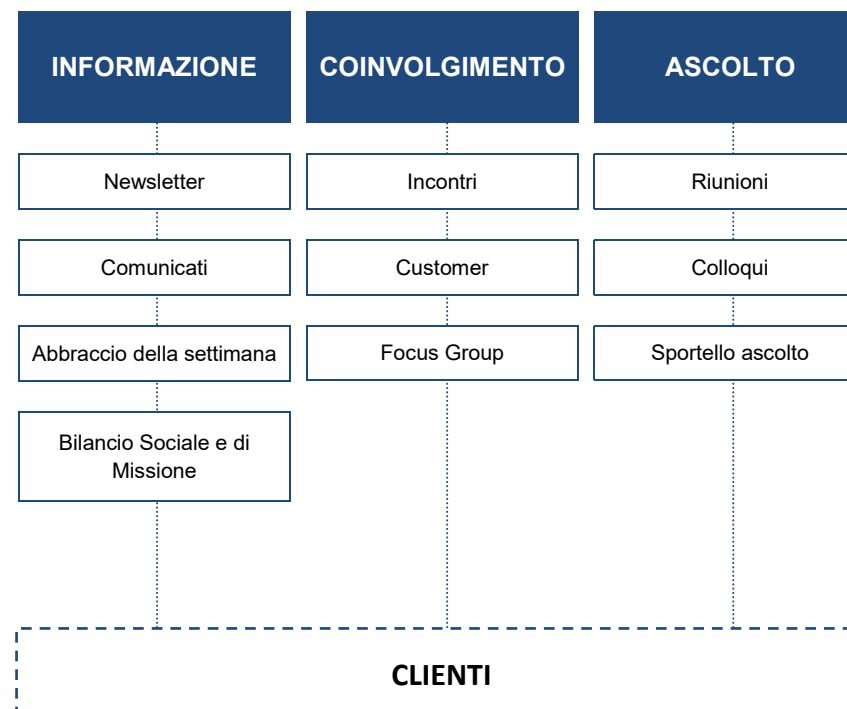 INFORMAZIONE
COINVOLGIMENTO
ASCOLTO
Newsletter
Incontri
Riunioni
Comunicati
Customer
Colloqui
Abbraccio della settimana
Focus Group
Sportello ascolto
Bilancio Sociale e di
Missione
CLIENTI